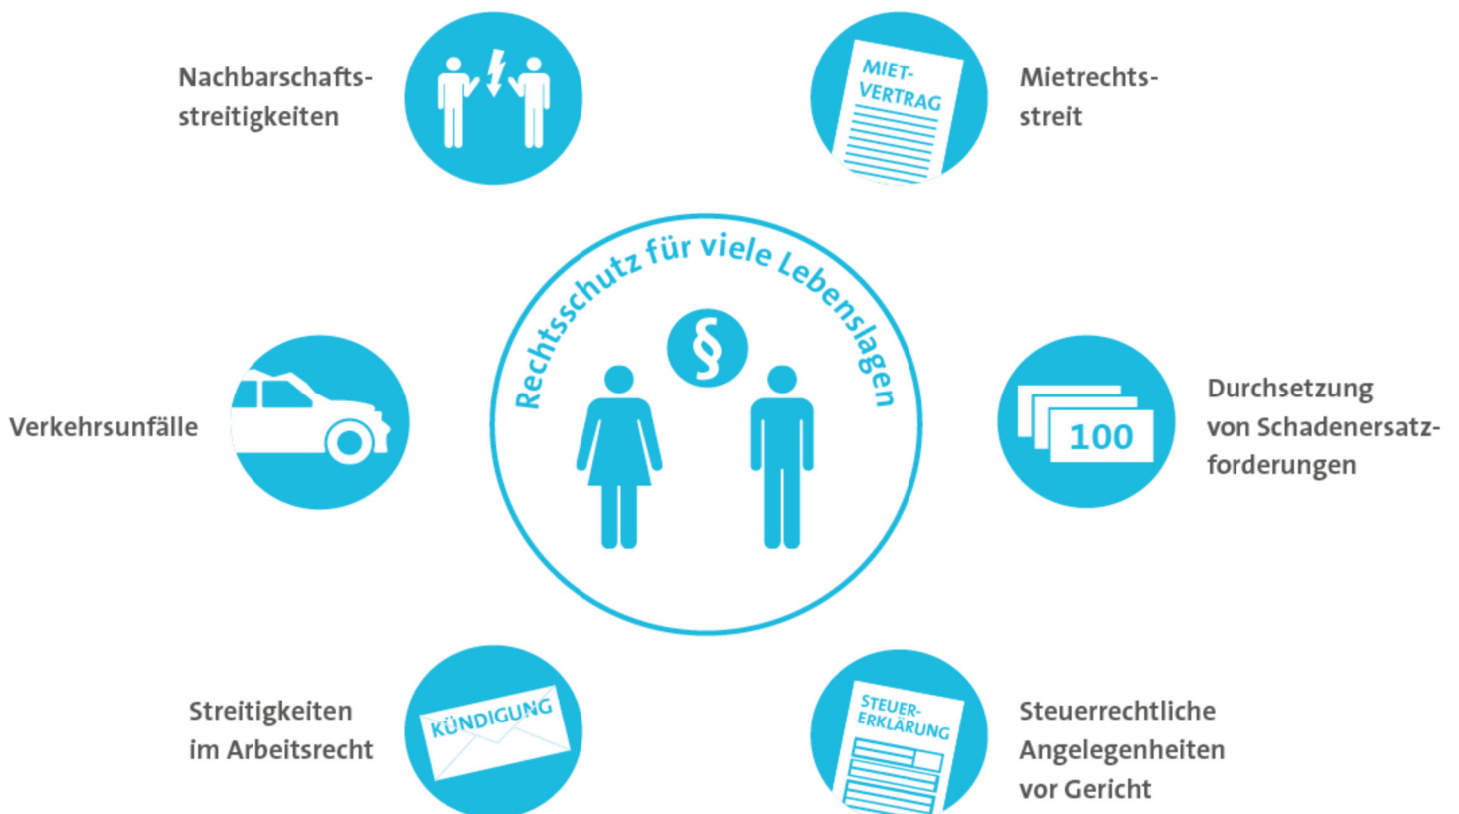 Nachbarschafts-
streitigkeiten
MIET-
VERTRAG
Mietrechts-
streit
Rechtsschutz für viele Lebenslagen
§
Verkehrsunfälle
100
Durchsetzung
von Schadenersatz-
forderungen
Streitigkeiten
im Arbeitsrecht
KÜNDIGUNG
STEUER-
ERKLÄRUNG
Steuerrechtliche
Angelegenheiten
vor Gericht